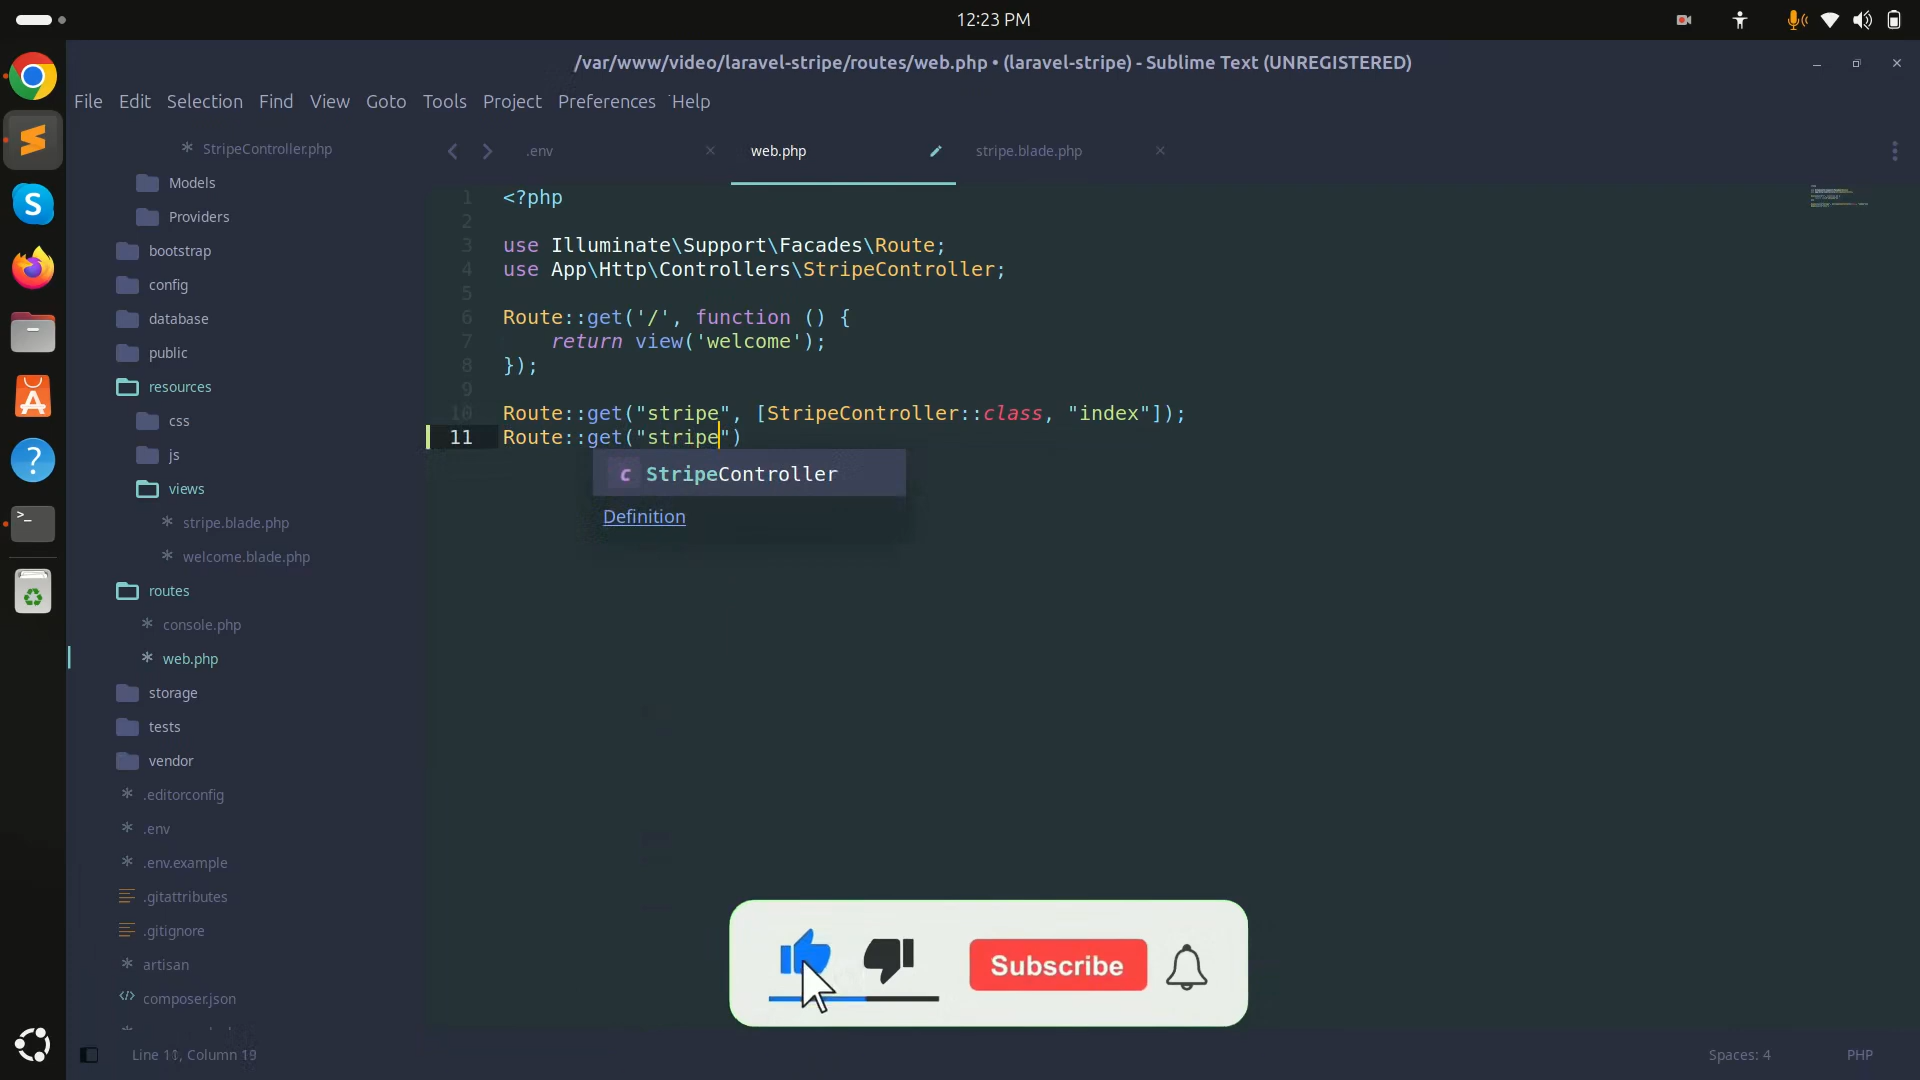 12:23 PM
/var/www/video/laravel-stripe/routes/web.php • (laravel-stripe) - Sublime Text (UNREGISTERED)
File Edit Selection Find View Goto Tools Project Preferences Help
StripeController.php
Models
Providers
bootstrap
config
database
public
resources
css
js
views
stripe.blade.php
welcome.blade.php
routes
console.php
web.php
storage
tests
vendor
.editorconfig
.env
.env.example
.gitattributes
.gitignore
artisan
composer.json
.env web.php stripe.blade.php
1 <?php
2
3 use Illuminate\Support\Facades\Route;
4 use App\Http\Controllers\StripeController;
5
6 Route::get('/', function () {
7 return view('welcome');
8 });
9
10 Route::get("stripe", [StripeController::class, "index"]);
11 Route::get("stripe")
c StripeController
Definition
Subscribe
Line 11, Column 19
Spaces: 4 PHP